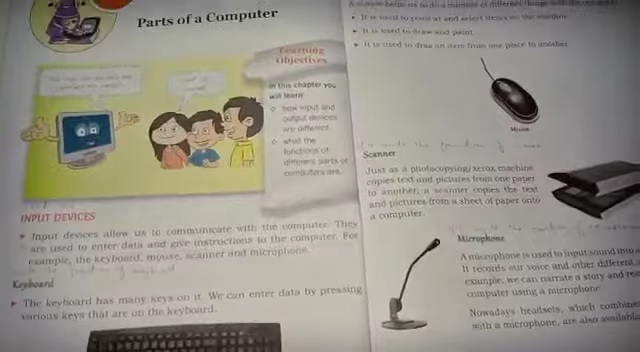 Parts of a Computer
Learning
Objectives
In this chapter you
will learn:
how input and
output devices
are different.
what the
functions of
different parts of
computers are.
INPUT DEVICES
Input devices allow us to communicate with the computer. They
are used to enter data and give instructions to the computer. For
example, the keyboard, mouse, scanner and microphone.
Keyboard
The keyboard has many keys on it. We can enter data by pressing
various keys that are on the keyboard.
It is used to point at and select items on the
It is used to draw and paint.
It is used to drag an item from one place to another.
Mouse
Scanner
Just as a photocopying/xerox machine
copies text and pictures from one paper
to another, a scanner copies the text
and pictures from a sheet of paper onto
a computer.
Microphone
A microphone is used to input sound into
It records our voice and other different
example, we can narrate a story and
computer using a microphone.
Nowadays headsets, which combine
with a microphone, are also available